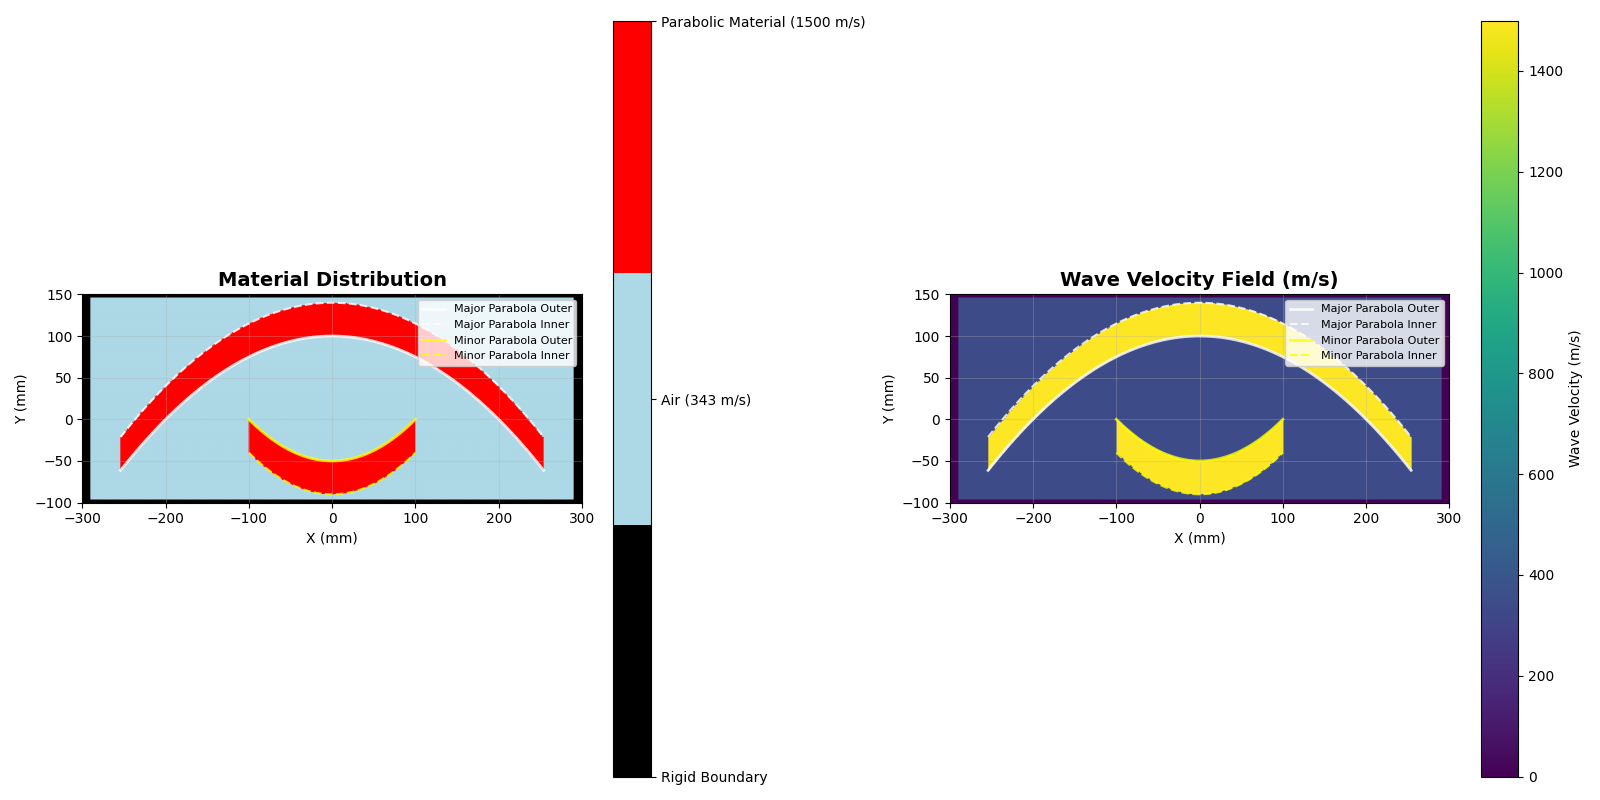 Material Distribution
Y (mm)
150
100
50
0
−50
−100
−300
−200
−100
0
100
200
300
X (mm)
Major Parabola Outer
Major Parabola Inner
Minor Parabola Outer
Minor Parabola Inner
Parabolic Material (1500 m/s)
Air (343 m/s)
Rigid Boundary
Wave Velocity Field (m/s)
Y (mm)
150
100
50
0
−50
−100
−300
−200
−100
0
100
200
300
X (mm)
Major Parabola Outer
Major Parabola Inner
Minor Parabola Outer
Minor Parabola Inner
1400
1200
1000
800
600
400
200
0
Wave Velocity (m/s)